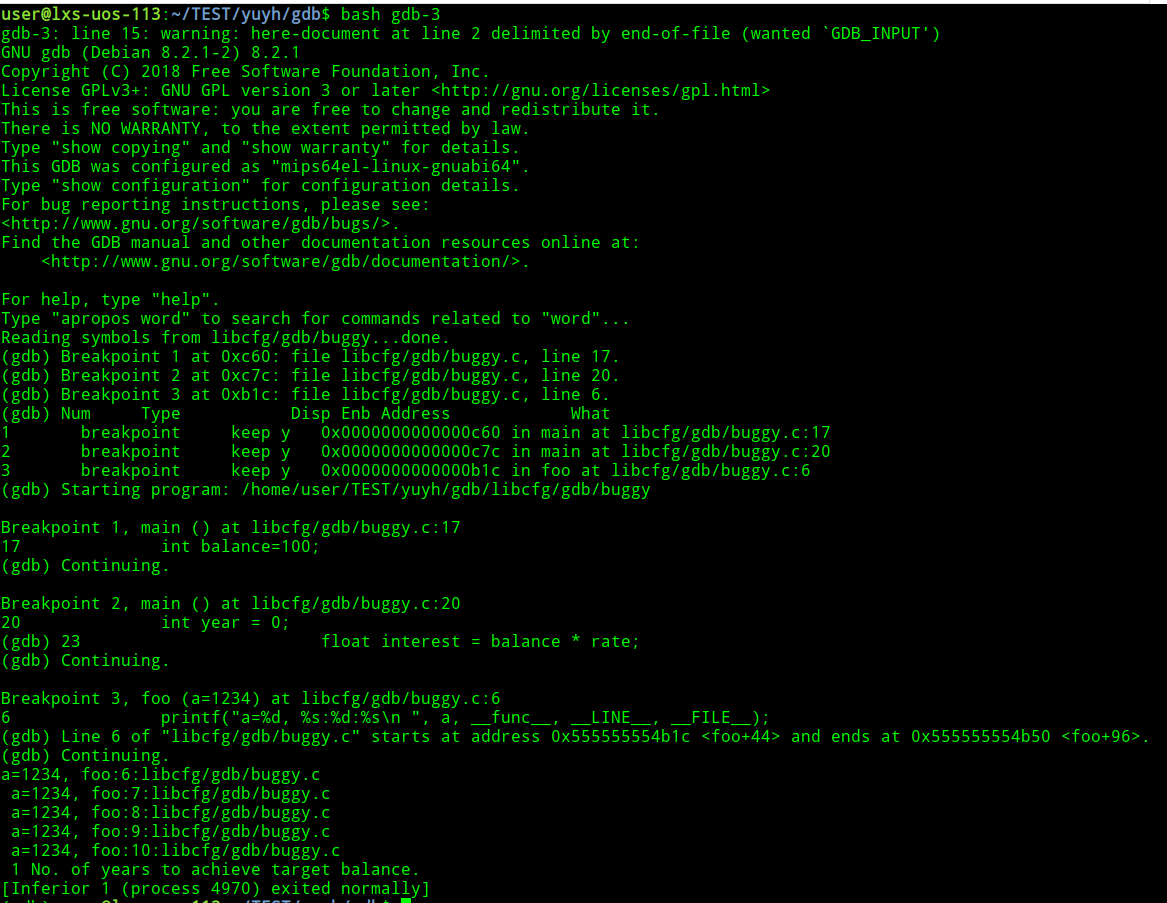 user@lxs-uos-113:~/TEST/yuyh/gdb$ bash gdb-3
gdb-3: line 15: warning: here-document at line 2 delimited by end-of-file (wanted `GDB_INPUT')
GNU gdb (Debian 8.2.1-2) 8.2.1
Copyright (C) 2018 Free Software Foundation, Inc.
License GPLv3+: GNU GPL version 3 or later <http://gnu.org/licenses/gpl.html>
This is free software: you are free to change and redistribute it.
There is NO WARRANTY, to the extent permitted by law.
Type "show copying" and "show warranty" for details.
This GDB was configured as "mips64el-linux-gnuabi64".
Type "show configuration" for configuration details.
For bug reporting instructions, please see:
<http://www.gnu.org/software/gdb/bugs/>.
Find the GDB manual and other documentation resources online at:
    <http://www.gnu.org/software/gdb/documentation/>.

For help, type "help".
Type "apropos word" to search for commands related to "word"...
Reading symbols from libcfg/gdb/buggy...done.
(gdb) Breakpoint 1 at 0xc60: file libcfg/gdb/buggy.c, line 17.
(gdb) Breakpoint 2 at 0xc7c: file libcfg/gdb/buggy.c, line 20.
(gdb) Breakpoint 3 at 0xb1c: file libcfg/gdb/buggy.c, line 6.
(gdb) Num     Type           Disp Enb Address            What
1       breakpoint     keep y   0x0000000000000c60 in main at libcfg/gdb/buggy.c:17
2       breakpoint     keep y   0x0000000000000c7c in main at libcfg/gdb/buggy.c:20
3       breakpoint     keep y   0x0000000000000b1c in foo at libcfg/gdb/buggy.c:6
(gdb) Starting program: /home/user/TEST/yuyh/gdb/libcfg/gdb/buggy

Breakpoint 1, main () at libcfg/gdb/buggy.c:17
17              int balance=100;
(gdb) Continuing.

Breakpoint 2, main () at libcfg/gdb/buggy.c:20
20              int year = 0;
(gdb) 23                        float interest = balance * rate;
(gdb) Continuing.

Breakpoint 3, foo (a=1234) at libcfg/gdb/buggy.c:6
6               printf("a=%d, %s:%d:%s\n ", a, __func__, __LINE__, __FILE__);
(gdb) Line 6 of "libcfg/gdb/buggy.c" starts at address 0x555555554b1c <foo+44> and ends at 0x555555554b50 <foo+96>.
(gdb) Continuing.
a=1234, foo:6:libcfg/gdb/buggy.c
 a=1234, foo:7:libcfg/gdb/buggy.c
 a=1234, foo:8:libcfg/gdb/buggy.c
 a=1234, foo:9:libcfg/gdb/buggy.c
 a=1234, foo:10:libcfg/gdb/buggy.c
 1 No. of years to achieve target balance.
[Inferior 1 (process 4970) exited normally]